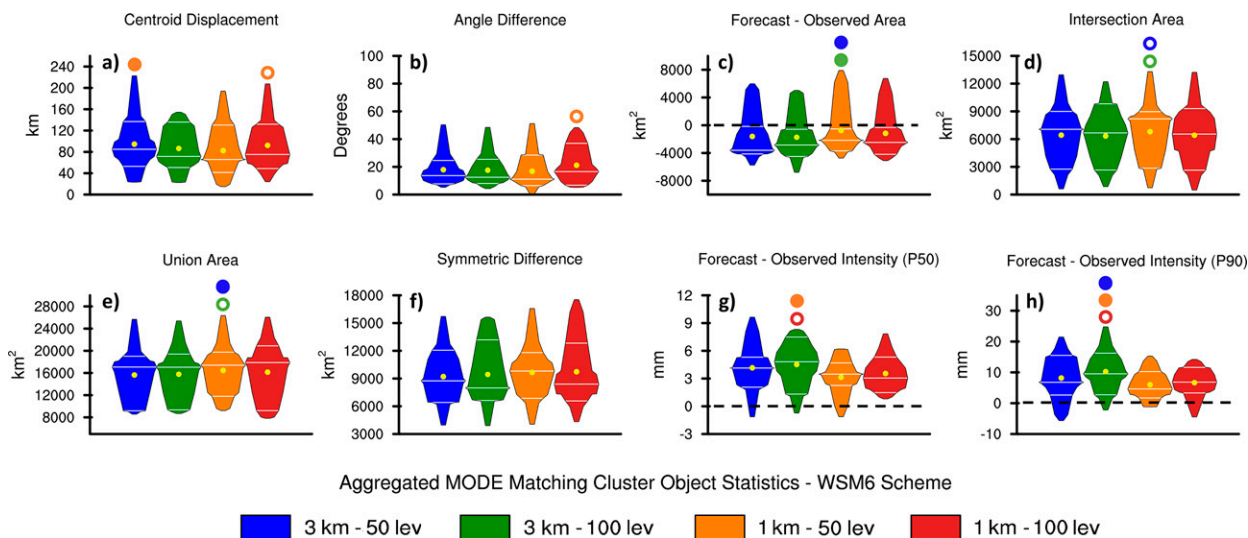 Centroid Displacement
Angle Difference
Forecast - Observed Area
Intersection Area
a)
b)
c)
d)
km
240
200
160
120
80
40
0
Degrees
100
80
60
40
20
0
km²
8000
4000
0
-4000
-8000
km²
15000
12000
9000
6000
3000
0
Union Area
Symmetric Difference
Forecast - Observed Intensity (P50)
Forecast - Observed Intensity (P90)
e)
f)
g)
h)
km²
28000
24000
20000
16000
12000
8000
km²
18000
15000
12000
9000
6000
3000
mm
12
9
6
3
0
-3
mm
30
20
10
0
-10
Aggregated MODE Matching Cluster Object Statistics - WSM6 Scheme
3 km - 50 lev
3 km - 100 lev
1 km - 50 lev
1 km - 100 lev